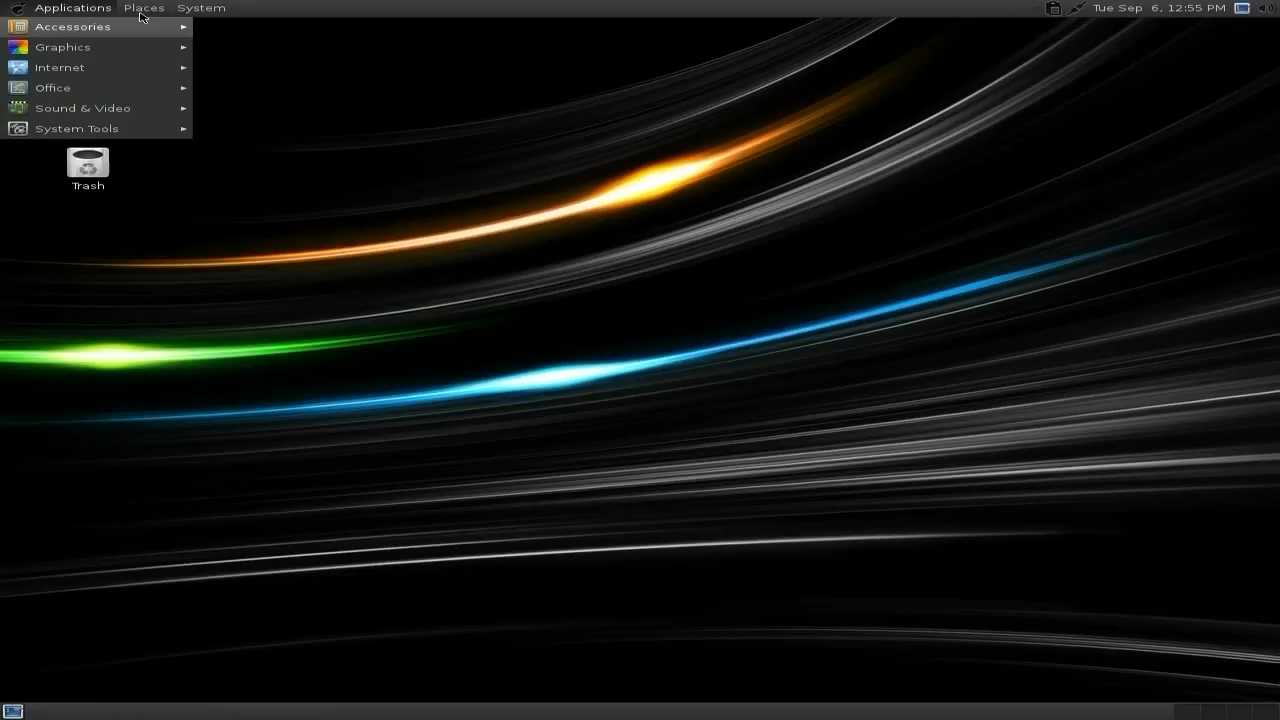 Applications Places System Tue Sep 6, 12:55 PM
Accessories
Graphics
Internet
Office
Sound & Video
System Tools
Trash